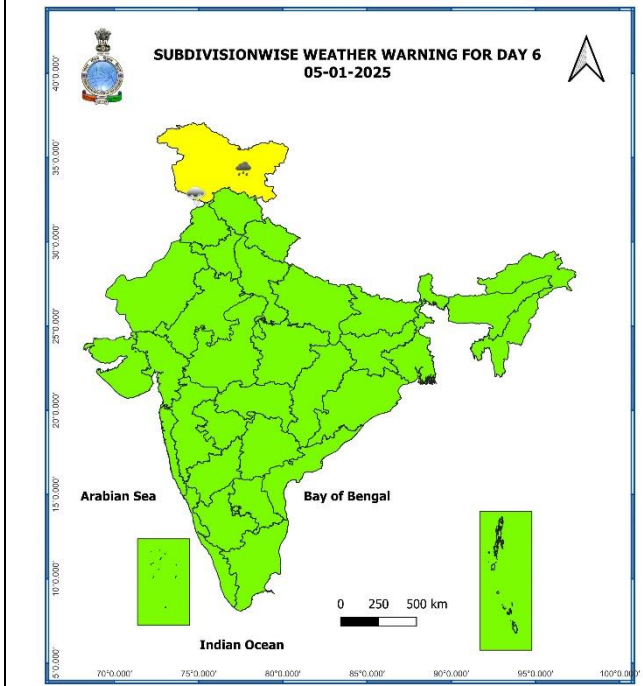 SUBDIVISIONWISE WEATHER WARNING FOR DAY 6
05-01-2025
40°0.000'
35°0.000'
30°0.000'
25°0.000'
20°0.000'
15°0.000'
10°0.000'
5°0.000'
Arabian Sea
Bay of Bengal
0 250 500 km
Indian Ocean
70°0.000' 75°0.000' 80°0.000' 85°0.000' 90°0.000' 95°0.000' 100°0.000'